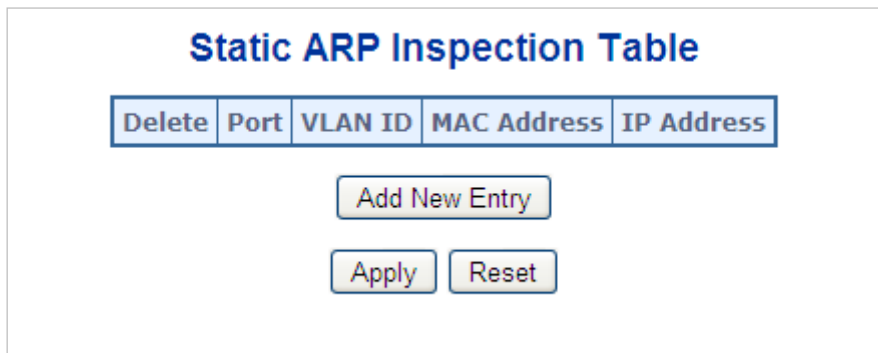 Static ARP Inspection Table
Delete Port VLAN ID MAC Address IP Address
Add New Entry
Apply Reset